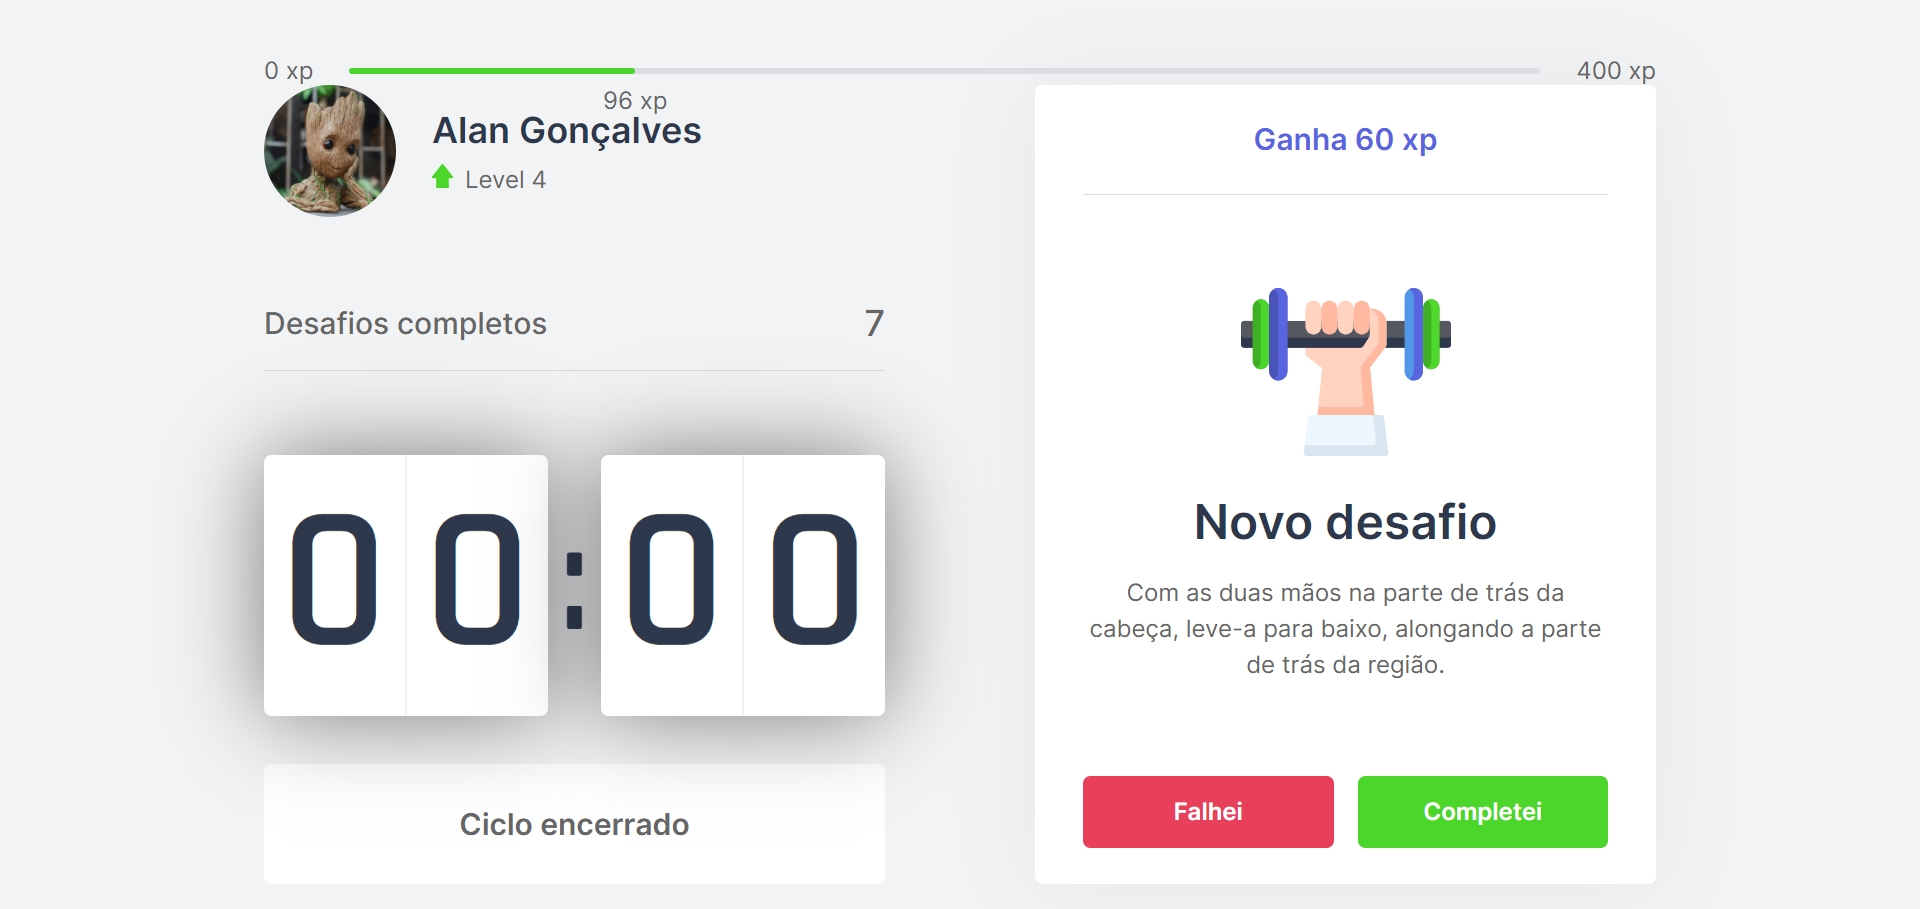 0 xp
400 xp
96 xp
Alan Gonçalves
Level 4
Desafios completos
7
00:00
Ciclo encerrado
Ganha 60 xp
Novo desafio
Com as duas mãos na parte de trás da
cabeça, leve-a para baixo, alongando a parte
de trás da região.
Falhei
Completei